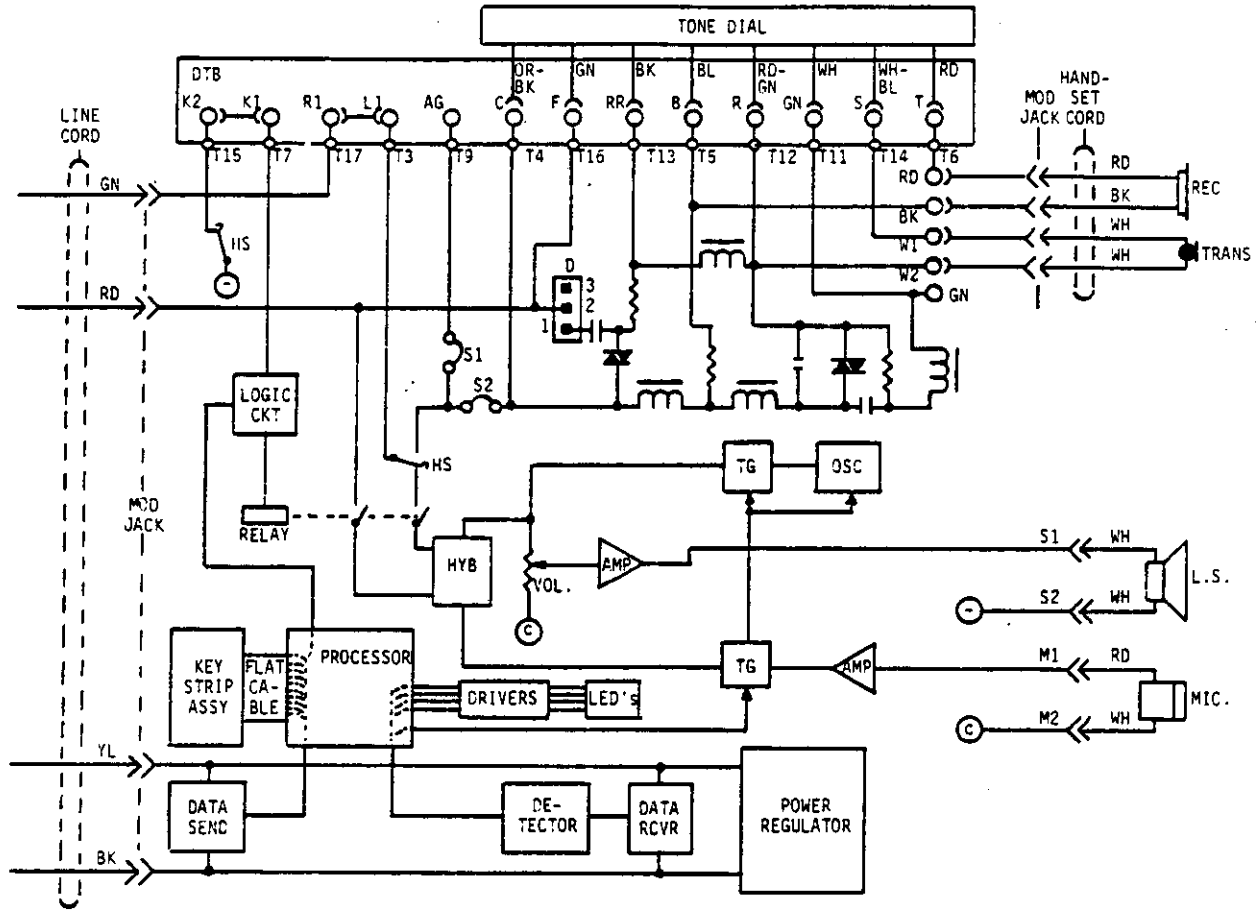 TONE DIAL
OR-BK GN BK BL RD-GN WH WH-BL RD
DTB
K2 K1 R1 L1 AG C F RR B R GN S T
T15 T7 T17 T3 T9 T4 T16 T13 T5 T12 T11 T14 T6
LINE CORD
MOD JACK
HAND-SET CORD
GN
RD
RD
REC
BK
BK
HS
W1
WH
TRANS
W2
WH
RD
D
3
2
1
GN
S1
S2
LOGIC CKT
HS
TG
OSC
MOD JACK
RELAY
HYB
VOL.
AMP
S1
WH
L.S.
S2
WH
C
KEY STRIP ASSY
FLAT CA-BLE
PROCESSOR
DRIVERS
LED's
TG
AMP
M1
RD
MIC.
C
M2
WH
YL
DATA SEND
DE-TECTOR
DATA RCVR
POWER REGULATOR
BK